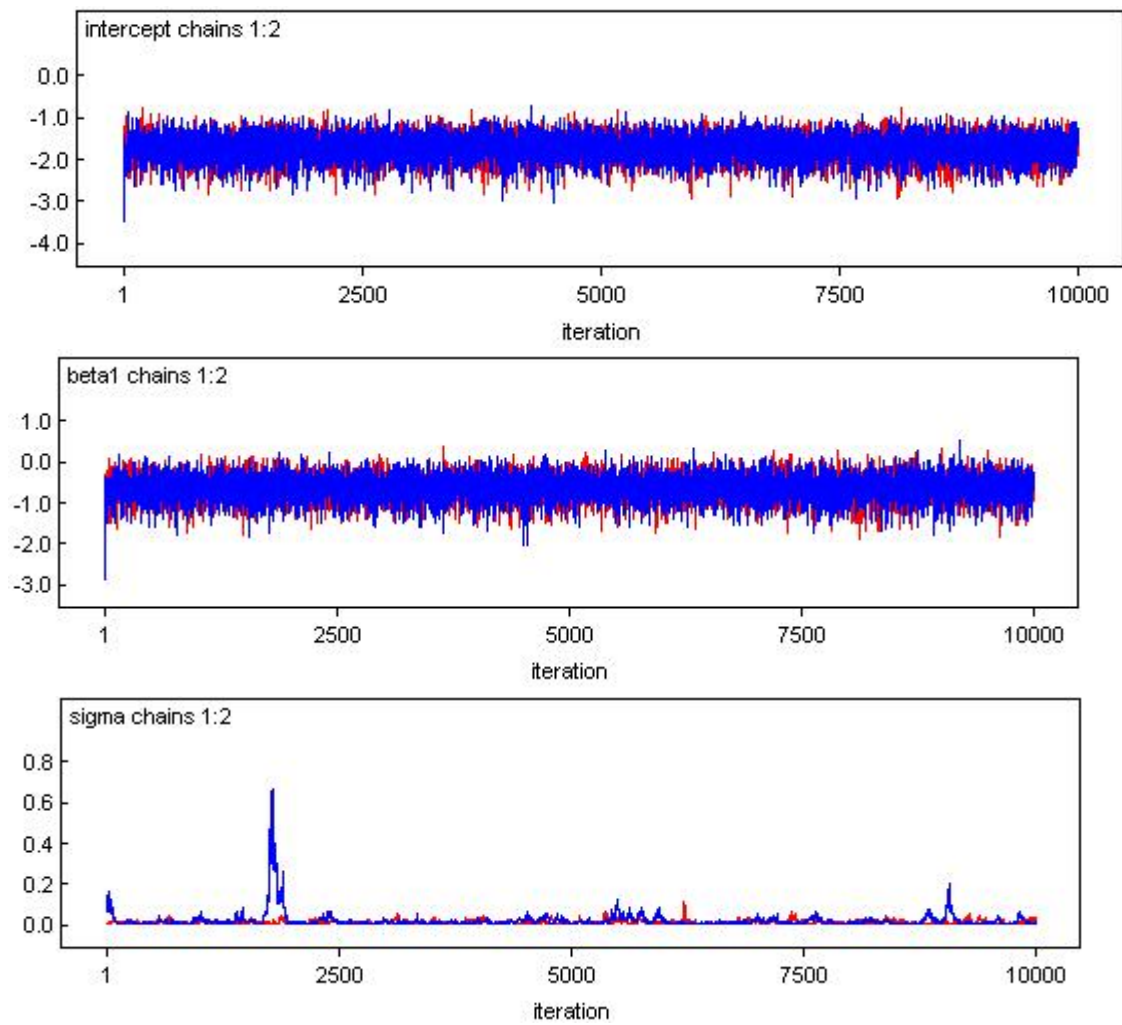 intercept chains 1:2
0.0
-1.0
-2.0
-3.0
-4.0
1 2500 5000 7500 10000
iteration
beta1 chains 1:2
1.0
0.0
-1.0
-2.0
-3.0
1 2500 5000 7500 10000
iteration
sigma chains 1:2
0.8
0.6
0.4
0.2
0.0
1 2500 5000 7500 10000
iteration